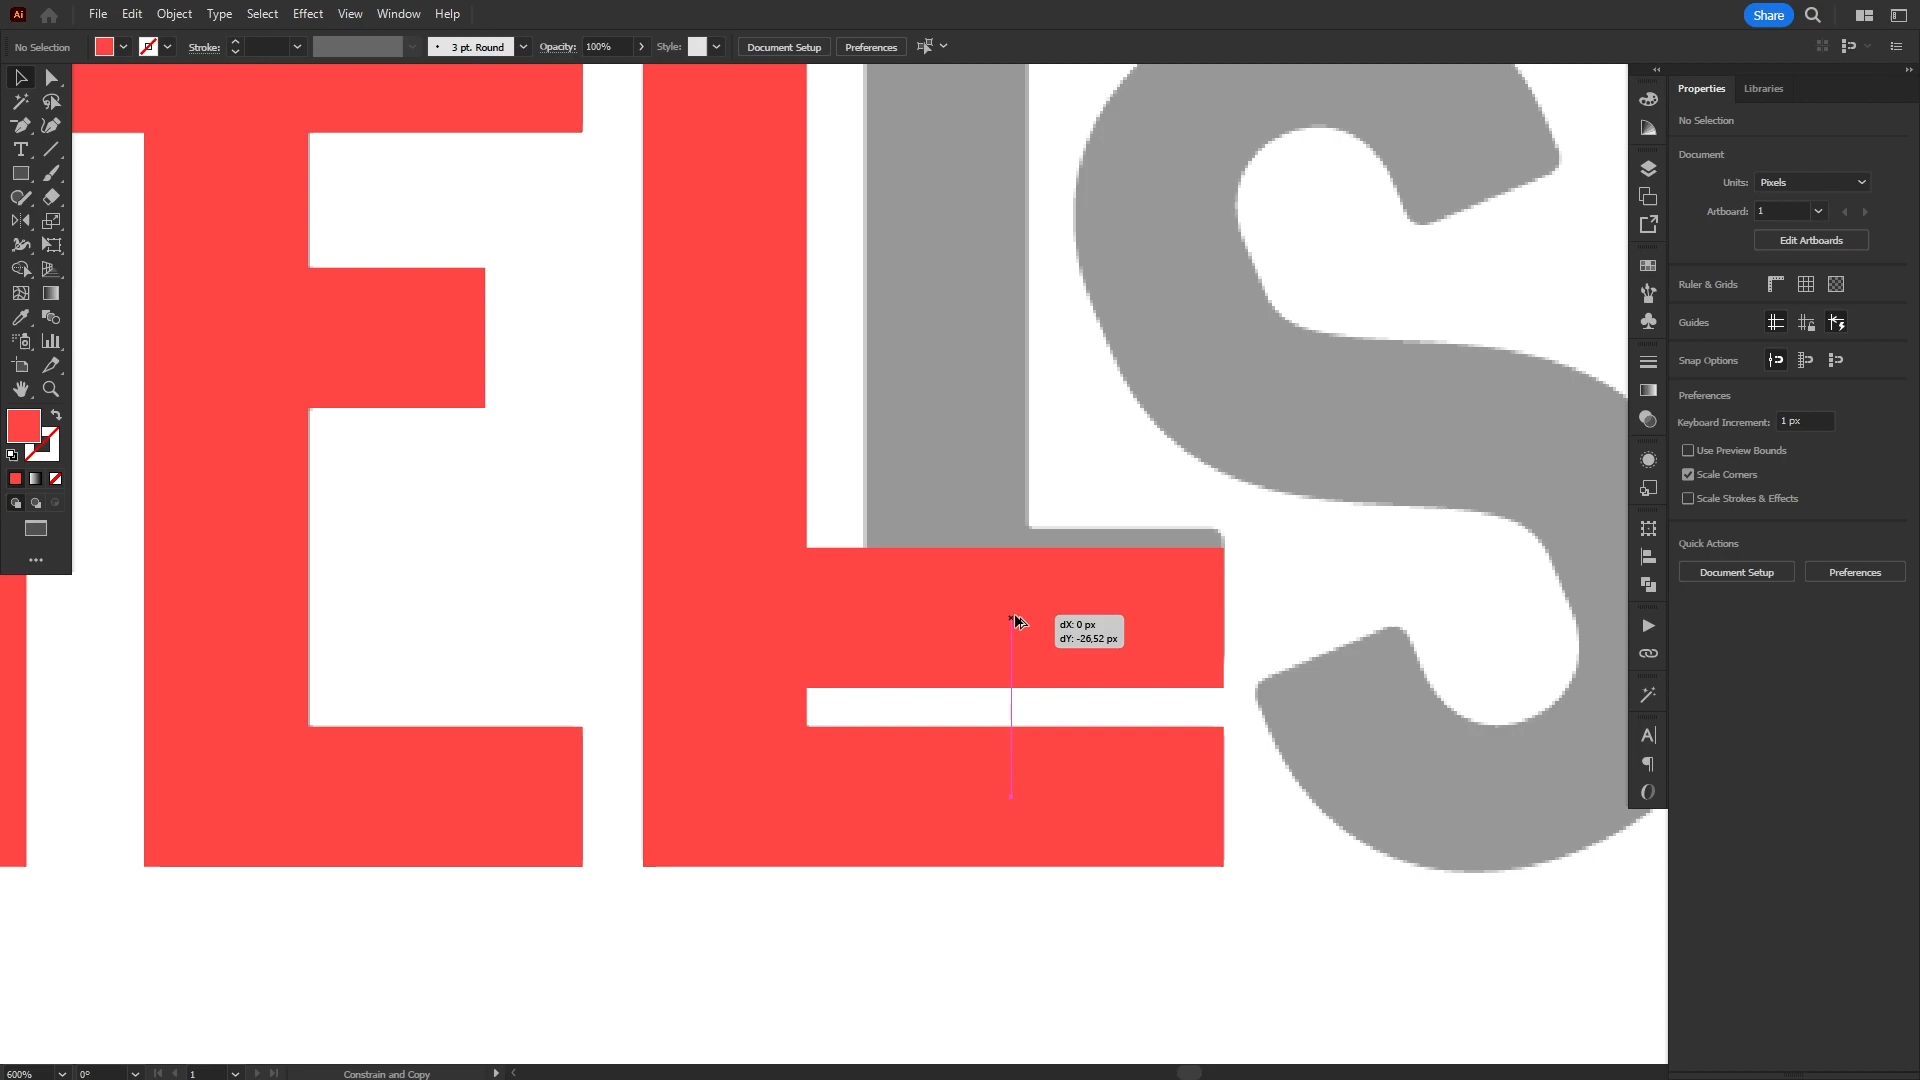 Ai File Edit Object Type Select Effect View Window Help Share
No Selection Stroke: 3 pt. Round Opacity: 100% Style: Document Setup Preferences
Properties Libraries
No Selection
Document
Units: Pixels
Artboard: 1
Edit Artboards
Ruler & Grids
Guides
Snap Options
Preferences
Keyboard Increment: 1 px
Use Preview Bounds
Scale Corners
Scale Strokes & Effects
Quick Actions
Document Setup Preferences
dX: 0 px
dY: -26,52 px
ELS
600% 0° 1 Constrain and Copy